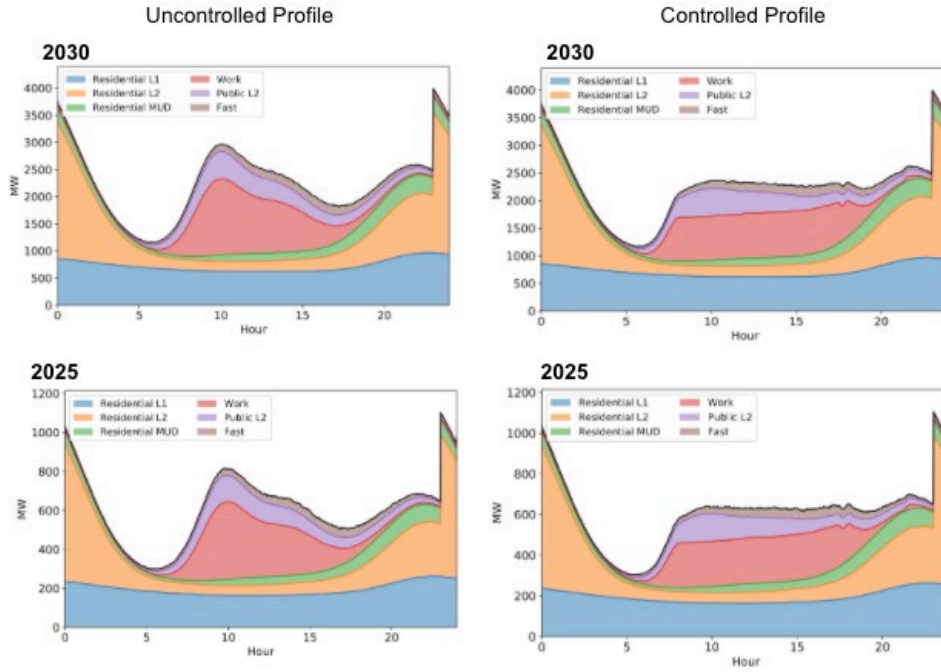 Uncontrolled Profile
Controlled Profile
2030
Residential L1
Residential L2
Residential MUD
Work
Public L2
Fast
4000
3500
3000
2500
2000
1500
1000
500
0
MW
0 5 10 15 20
Hour
2030
Residential L1
Residential L2
Residential MUD
Work
Public L2
Fast
4000
3500
3000
2500
2000
1500
1000
500
0
MW
0 5 10 15 20
Hour
2025
Residential L1
Residential L2
Residential MUD
Work
Public L2
Fast
1200
1000
800
600
400
200
0
MW
0 5 10 15 20
Hour
2025
Residential L1
Residential L2
Residential MUD
Work
Public L2
Fast
1200
1000
800
600
400
200
0
MW
0 5 10 15 20
Hour